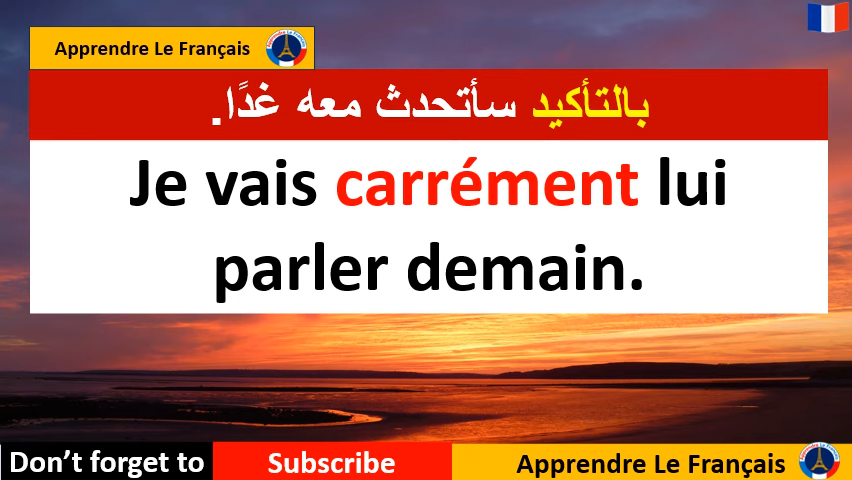 Apprendre Le Français
بالتأكيد سأتحدث معه غدًا.
Je vais carrément lui
parler demain.
Don’t forget to
Subscribe
Apprendre Le Français